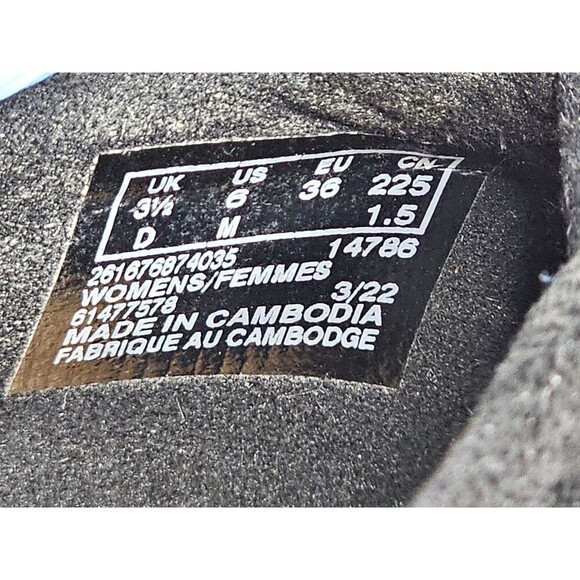 UK US EU CN
3½ 6 36 225
D M 1.5
261676874035 14786
WOMENS/FEMMES
61477578 3/22
MADE IN CAMBODIA
FABRIQUE AU CAMBODGE